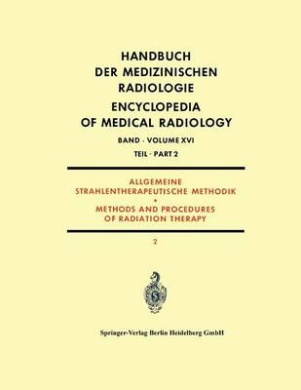 HANDBUCH
DER MEDIZINISCHEN
RADIOLOGIE
ENCYCLOPEDIA
OF MEDICAL RADIOLOGY
BAND · VOLUME XVI
TEIL · PART 2
ALLGEMEINE
STRAHLENTHERAPEUTISCHE METHODIK
•
METHODS AND PROCEDURES
OF RADIATION THERAPY
2
Springer-Verlag Berlin Heidelberg GmbH